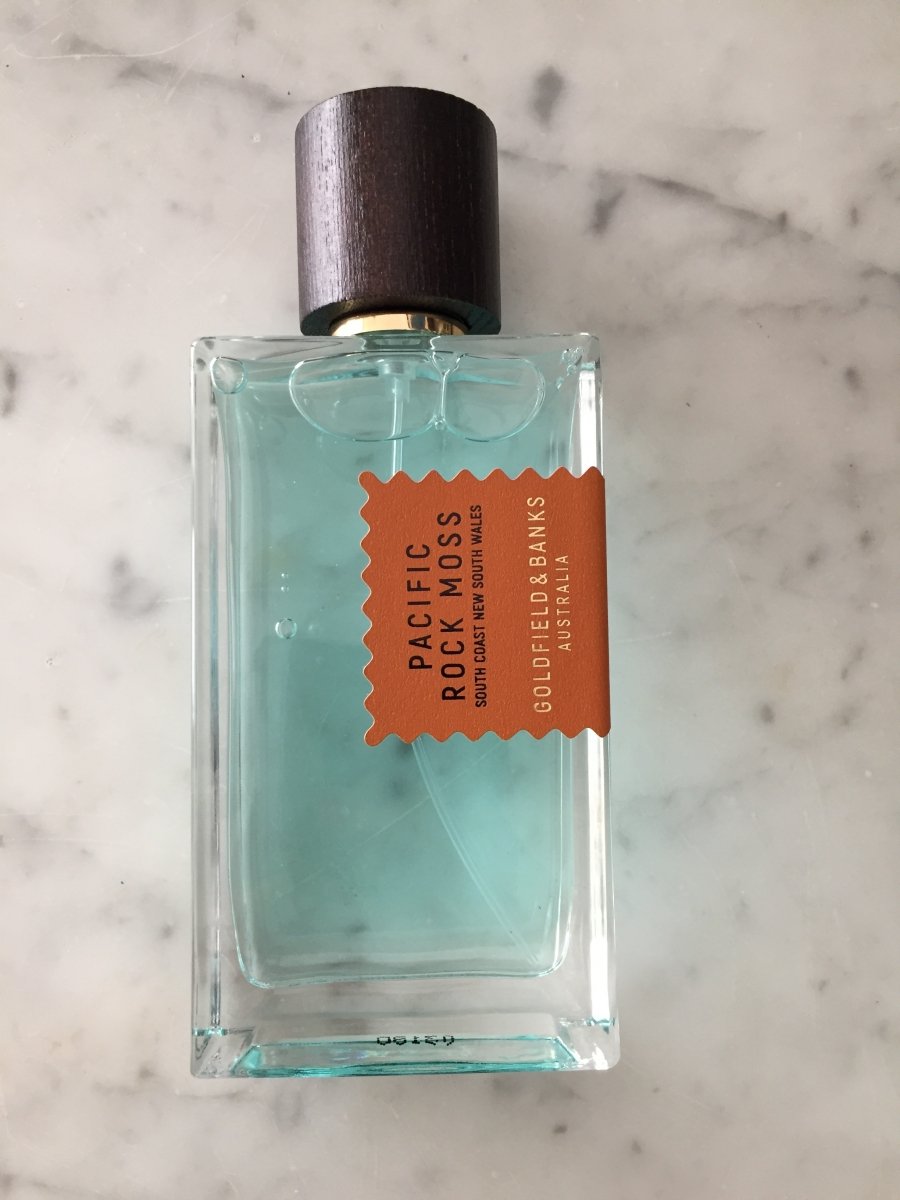 PACIFIC
ROCK MOSS
SOUTH COAST NEW SOUTH WALES
GOLDFIELD & BANKS
AUSTRALIA